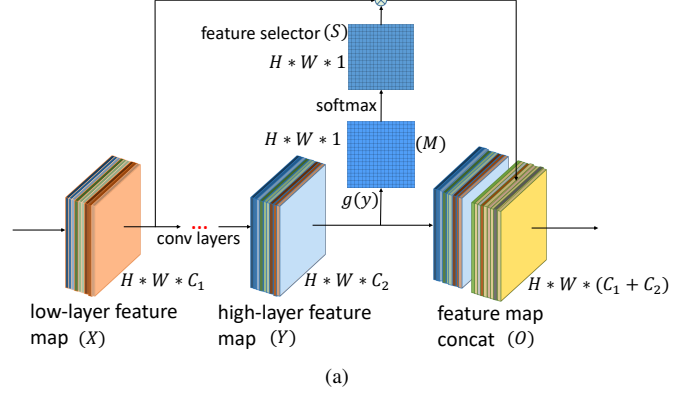 feature selector (S)
H ∗ W ∗ 1
softmax
H ∗ W ∗ 1
(M)
g(y)
...
conv layers
H ∗ W ∗ C₁
H ∗ W ∗ C₂
H ∗ W ∗ (C₁ + C₂)
low-layer feature
map (X)
high-layer feature
map (Y)
feature map
concat (O)
(a)